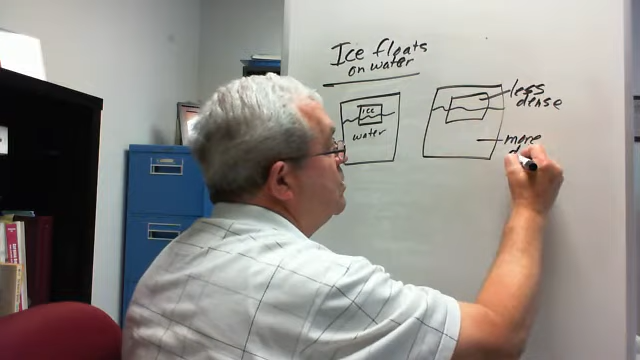 Ice floats
on water
ICE
water
less
dense
more
d